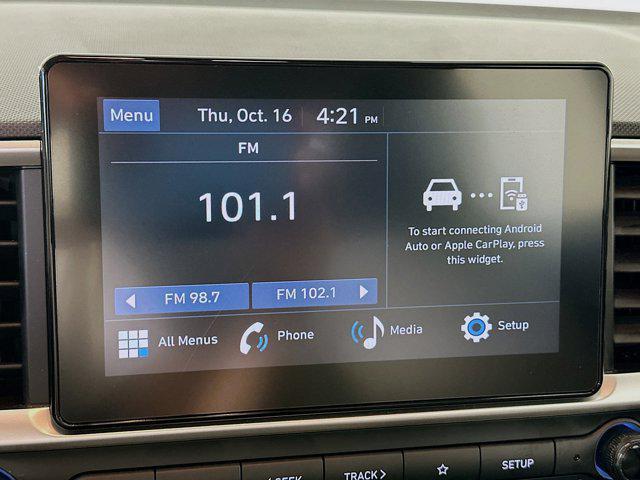 Menu
Thu, Oct. 16
4:21 PM
FM
101.1
FM 98.7
FM 102.1
To start connecting Android
Auto or Apple CarPlay, press
this widget.
All Menus
Phone
Media
Setup
SEEK
TRACK>
SETUP